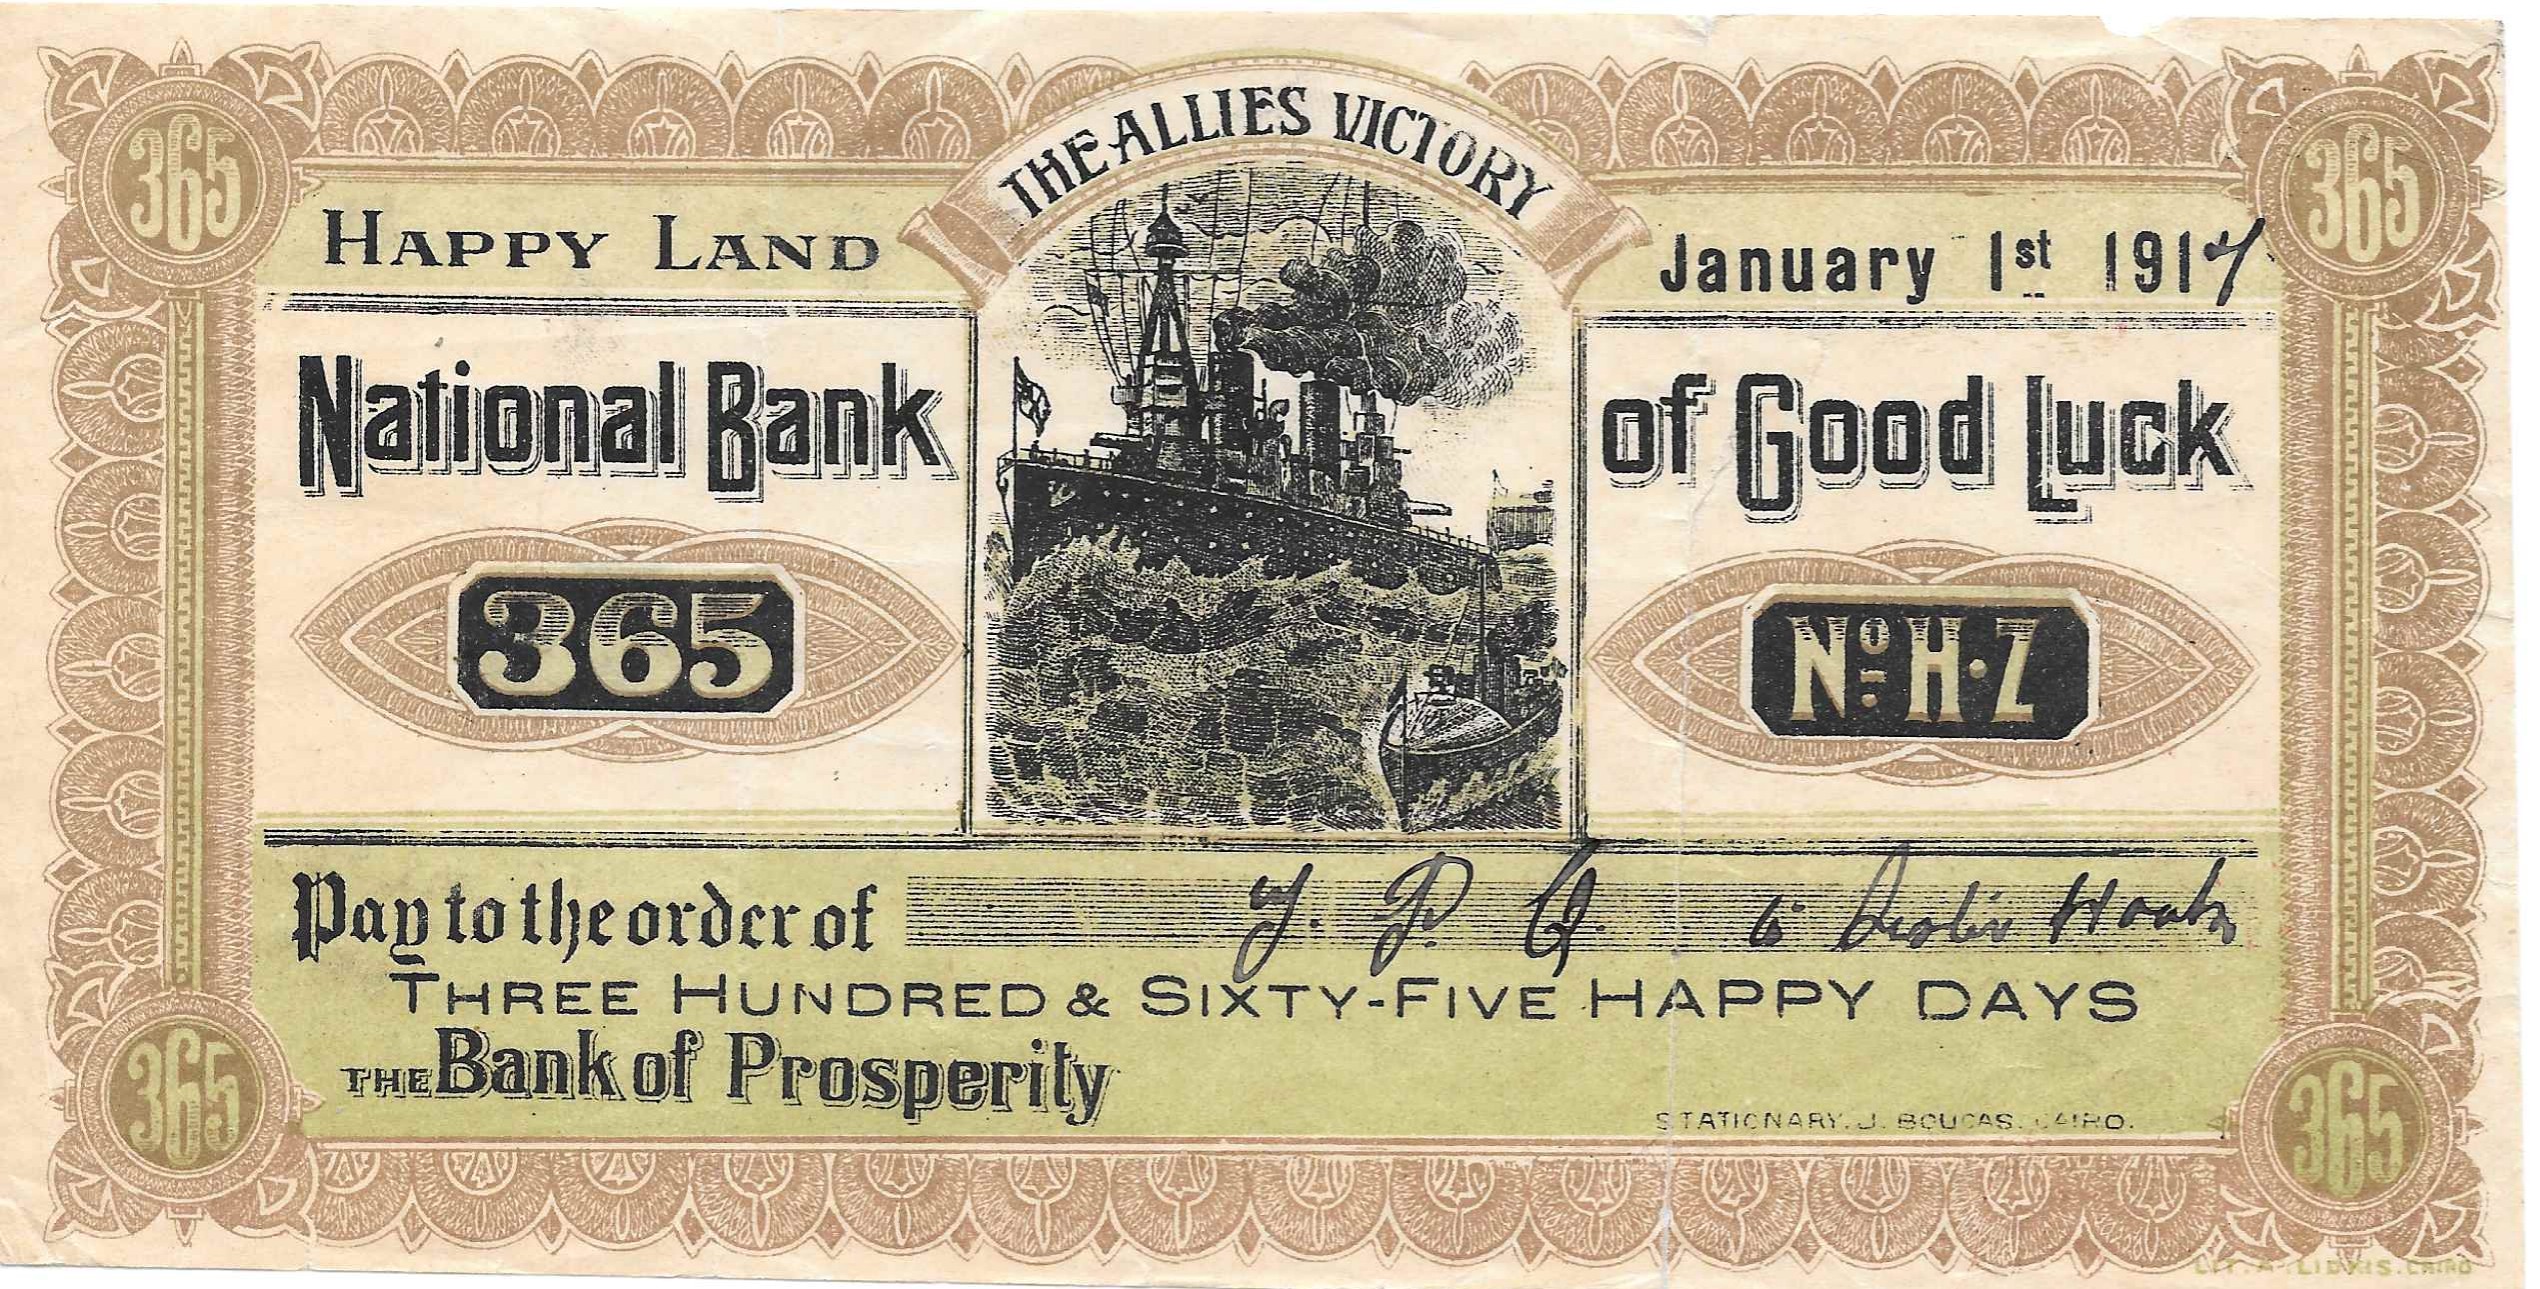 365
365
THE ALLIES VICTORY
HAPPY LAND
January 1st 1917
National Bank
of Good Luck
365
No. H.Z
Pay to the order of
THREE HUNDRED & SIXTY-FIVE HAPPY DAYS
THE Bank of Prosperity
STATIONARY. J. BOUCAS. CAIRO.
365
365